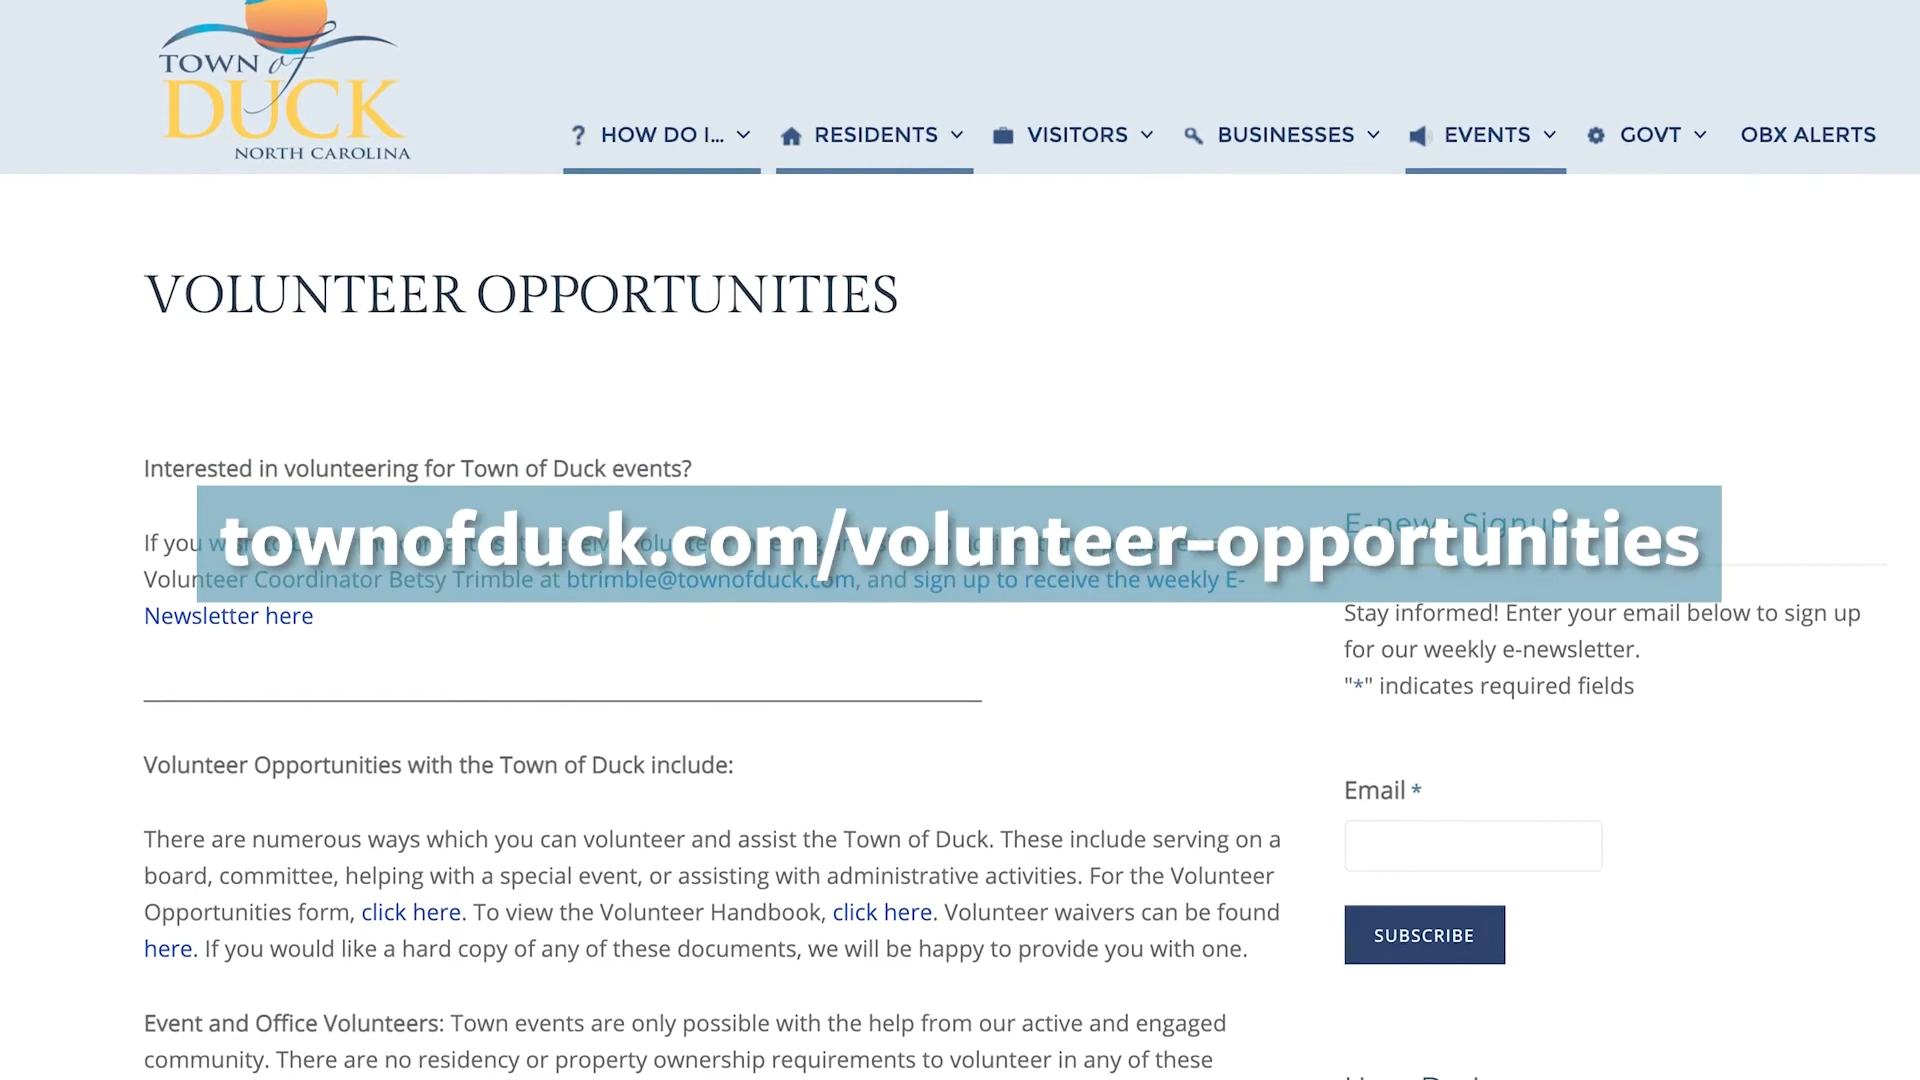 TOWN of
DUCK
NORTH CAROLINA
? HOW DO I...
RESIDENTS
VISITORS
BUSINESSES
EVENTS
GOVT
OBX ALERTS
VOLUNTEER OPPORTUNITIES
Interested in volunteering for Town of Duck events?
townofduck.com/volunteer-opportunities
If you
Volunteer Coordinator Betsy Trimble at btrimble@townofduck.com, and sign up to receive the weekly E-
Newsletter here
Volunteer Opportunities with the Town of Duck include:
There are numerous ways which you can volunteer and assist the Town of Duck. These include serving on a
board, committee, helping with a special event, or assisting with administrative activities. For the Volunteer
Opportunities form, click here. To view the Volunteer Handbook, click here. Volunteer waivers can be found
here. If you would like a hard copy of any of these documents, we will be happy to provide you with one.
Event and Office Volunteers: Town events are only possible with the help from our active and engaged
community. There are no residency or property ownership requirements to volunteer in any of these
E-news Signup
Stay informed! Enter your email below to sign up
for our weekly e-newsletter.
"*" indicates required fields
Email *
SUBSCRIBE